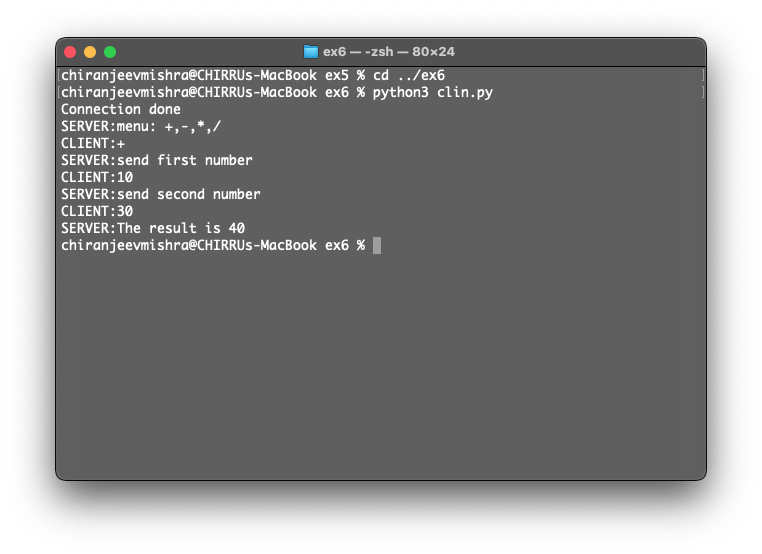 ex6 — -zsh — 80×24
[chiranjeevmishra@CHIRRUs-MacBook ex5 % cd ../ex6 ]
[chiranjeevmishra@CHIRRUs-MacBook ex6 % python3 clin.py ]
Connection done
SERVER:menu: +,-,*,/
CLIENT:+
SERVER:send first number
CLIENT:10
SERVER:send second number
CLIENT:30
SERVER:The result is 40
chiranjeevmishra@CHIRRUs-MacBook ex6 %